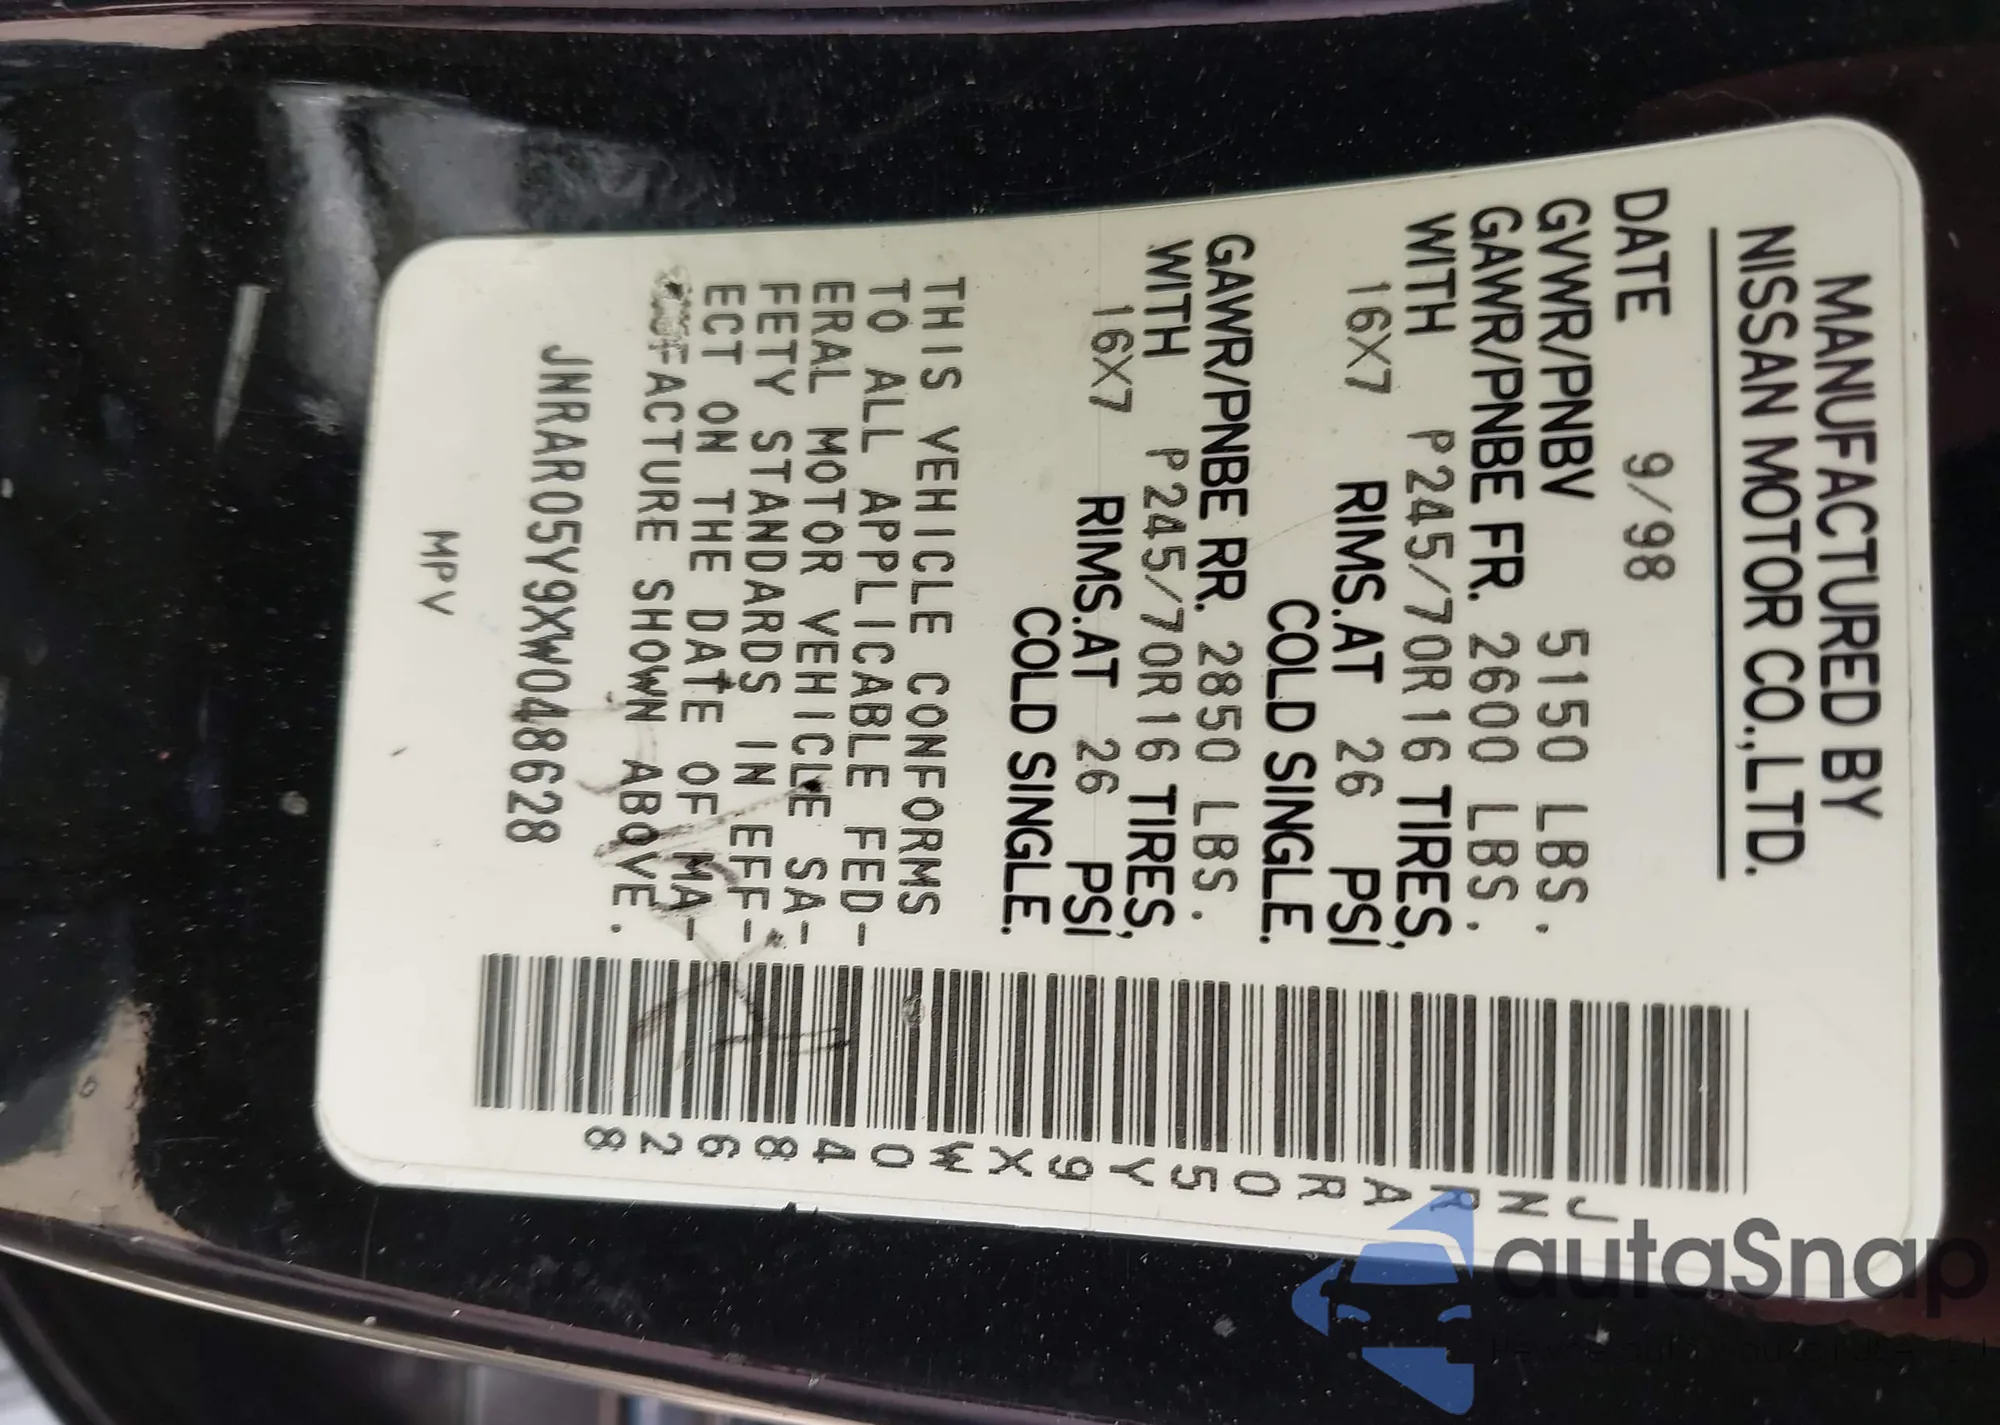 MANUFACTURED BY
NISSAN MOTOR CO.,LTD.
DATE 9/98
GVWR/PNBV 5150 LBS.
GAWR/PNBE FR. 2600 LBS.
WITH P245/70R16 TIRES,
16X7 RIMS.AT 26 PSI
COLD SINGLE.
GAWR/PNBE RR. 2850 LBS.
WITH P245/70R16 TIRES,
16X7 RIMS.AT 26 PSI
COLD SINGLE.
THIS VEHICLE CONFORMS
TO ALL APPLICABLE FED-
ERAL MOTOR VEHICLE SA-
FETY STANDARDS IN EFF-
ECT ON THE DATE OF MA-
NUFACTURE SHOWN ABOVE.
JNRAR05Y9XW048628
MPV
JNRAR05Y9XW048628
autaSnap